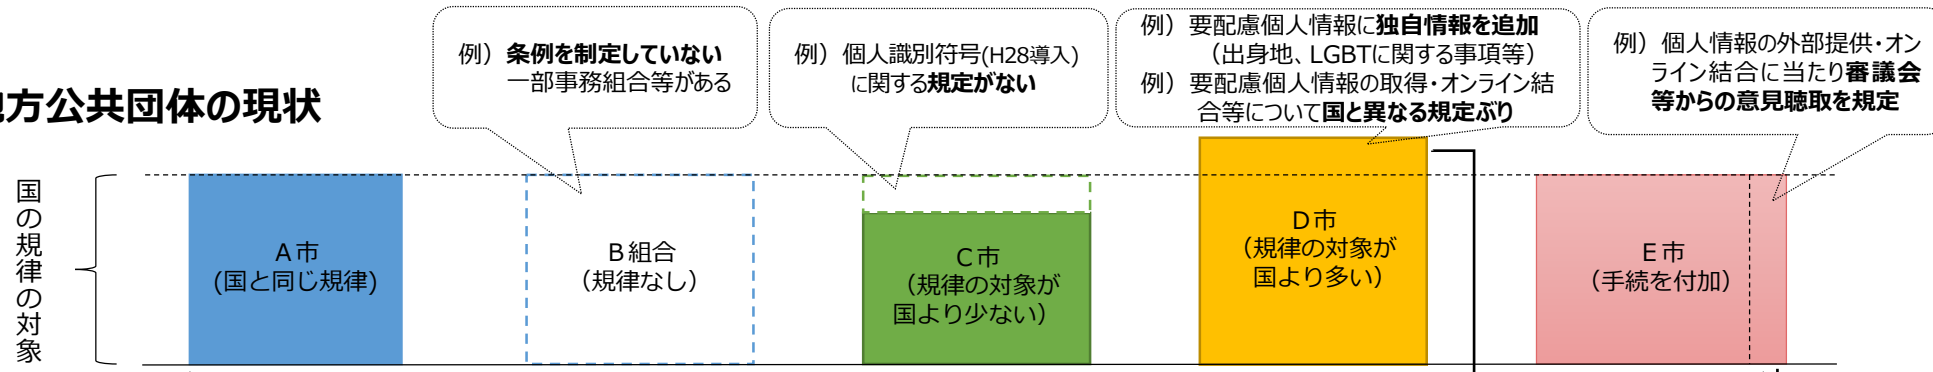 例）条例を制定していない
一部事務組合等がある
例）個人識別符号(H28導入)
に関する規定がない
例）要配慮個人情報に独自情報を追加
（出身地、LGBTに関する事項等）
例）要配慮個人情報の取得・オンライン結
合等について国と異なる規定ぶり
例）個人情報の外部提供・オン
ライン結合に当たり審議会
等からの意見聴取を規定
地方公共団体の現状
国の規律の対象
A市
(国と同じ規律)
B組合
（規律なし）
C市
（規律の対象が
国より少ない）
D市
（規律の対象が
国より多い）
E市
（手続を付加）